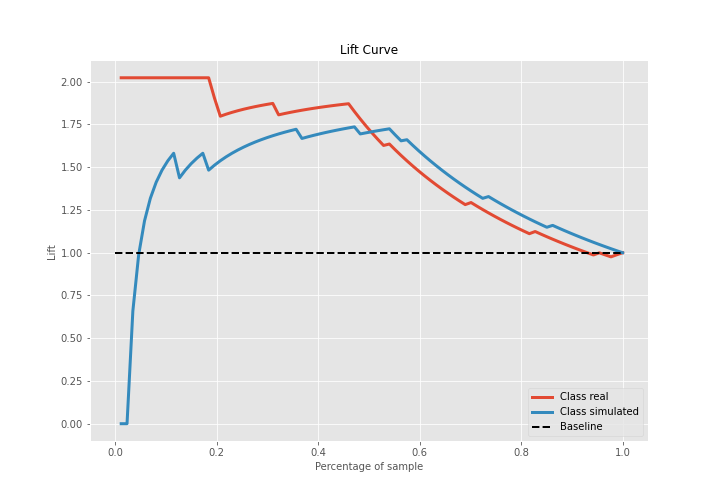 Lift Curve
2.00
1.75
1.50
1.25
1.00
0.75
0.50
0.25
0.00
Lift
0.0 0.2 0.4 0.6 0.8 1.0
Percentage of sample
Class real
Class simulated
Baseline